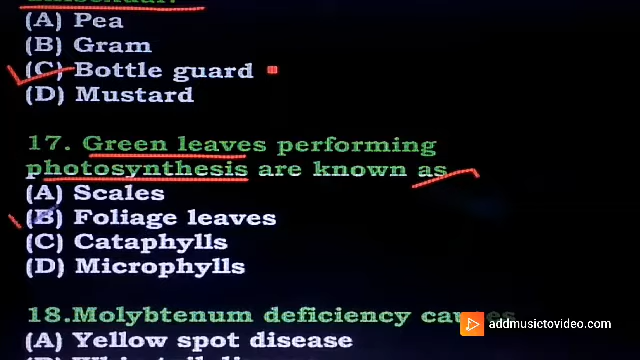 (A) Pea
(B) Gram
(C) Bottle guard
(D) Mustard
17. Green leaves performing
photosynthesis are known as
(A) Scales
(B) Foliage leaves
(C) Cataphylls
(D) Microphylls
18.Molybtenum deficiency causes
(A) Yellow spot disease
addmusictovideo.com